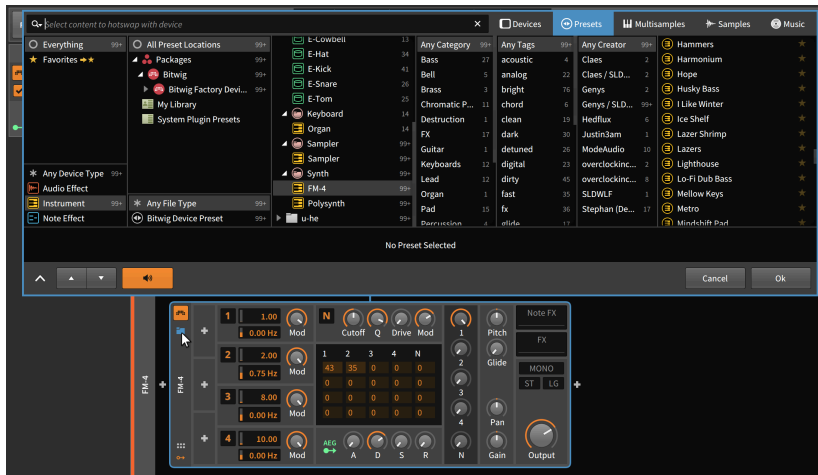 Select content to hotswap with device
Devices
Presets
Multisamples
Samples
Music
Everything 99+
Favorites
Any Device Type 99+
Audio Effect
Instrument 99+
Note Effect
All Preset Locations 99+
Packages 99+
Bitwig 99+
Bitwig Factory Devi... 99+
My Library
System Plugin Presets
Any File Type 99+
Bitwig Device Preset 99+
E-Cowbell 13
E-Hat 34
E-Kick 41
E-Snare 26
E-Tom 25
Keyboard 14
Organ 14
Sampler 99+
Sampler 99+
Synth 99+
FM-4 99+
Polysynth 99+
u-he 99+
Any Category 99+
Bass 27
Bell 5
Brass 3
Chromatic P... 11
Destruction 1
FX 17
Guitar 1
Keyboards 12
Lead 12
Organ 1
Pad 15
Percussion 4
Any Tags 99+
acoustic 4
analog 22
bright 76
chord 6
clean 19
dark 30
detuned 26
digital 23
dirty 45
fast 35
fx 36
glide 17
Any Creator 99+
Claes 2
Claes / SLD... 2
Genys 2
Genys / SLD... 99+
Hedflux 6
Justin3am 1
ModeAudio 10
overclockinc... 2
overclockinc... 8
SLDWLF 1
Stephan (De... 17
Hammers
Harmonium
Hope
Husky Bass
I Like Winter
Ice Shelf
Lazer Shrimp
Lazers
Lighthouse
Lo-Fi Dub Bass
Mellow Keys
Metro
Mindshift Pad
No Preset Selected
Cancel
Ok
FM-4
FM-4
1 1.00
0.00 Hz Mod
2 2.00
0.75 Hz Mod
3 8.00
0.00 Hz Mod
4 10.00
0.00 Hz Mod
N
Cutoff Q Drive Mod
1 2 3 4 N
43 35 0 0 0
0 0 0 0 0
0 0 0 0 0
0 0 0 0 0
AEG
A D S R
1
2
3
4
N
Pitch
Glide
Pan
Gain
Note FX
FX
MONO
ST LG
Output